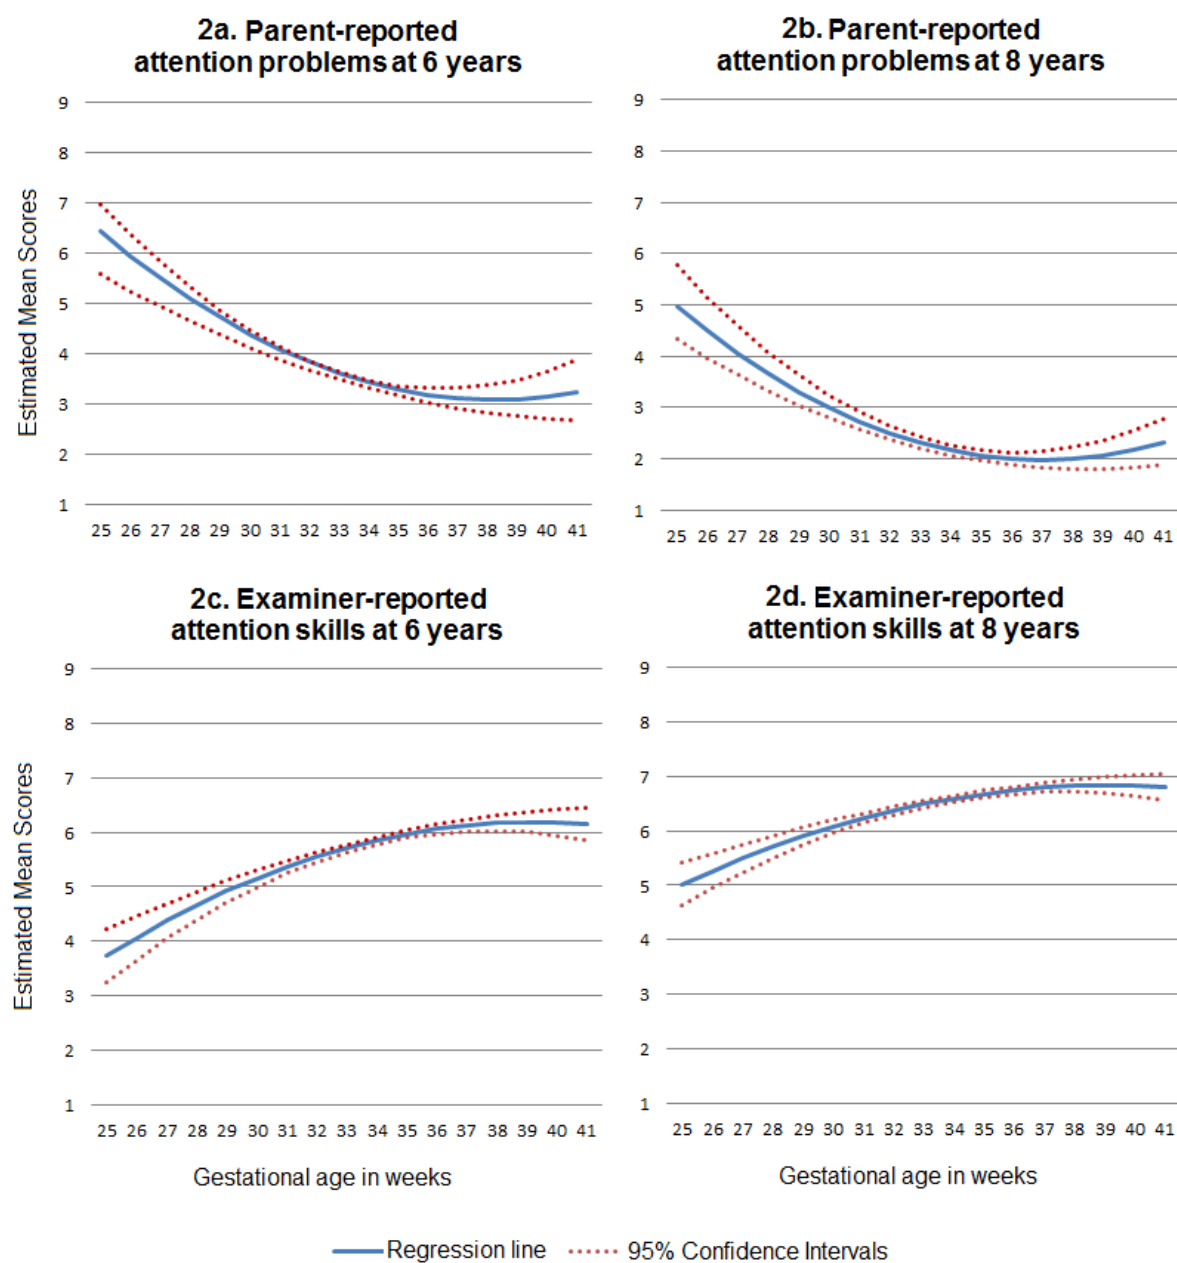 2a. Parent-reported
attention problems at 6 years
Estimated Mean Scores
9
8
7
6
5
4
3
2
1
25 26 27 28 29 30 31 32 33 34 35 36 37 38 39 40 41
2b. Parent-reported
attention problems at 8 years
9
8
7
6
5
4
3
2
1
25 26 27 28 29 30 31 32 33 34 35 36 37 38 39 40 41
2c. Examiner-reported
attention skills at 6 years
Estimated Mean Scores
9
8
7
6
5
4
3
2
1
25 26 27 28 29 30 31 32 33 34 35 36 37 38 39 40 41
Gestational age in weeks
2d. Examiner-reported
attention skills at 8 years
9
8
7
6
5
4
3
2
1
25 26 27 28 29 30 31 32 33 34 35 36 37 38 39 40 41
Gestational age in weeks
Regression line
95% Confidence Intervals